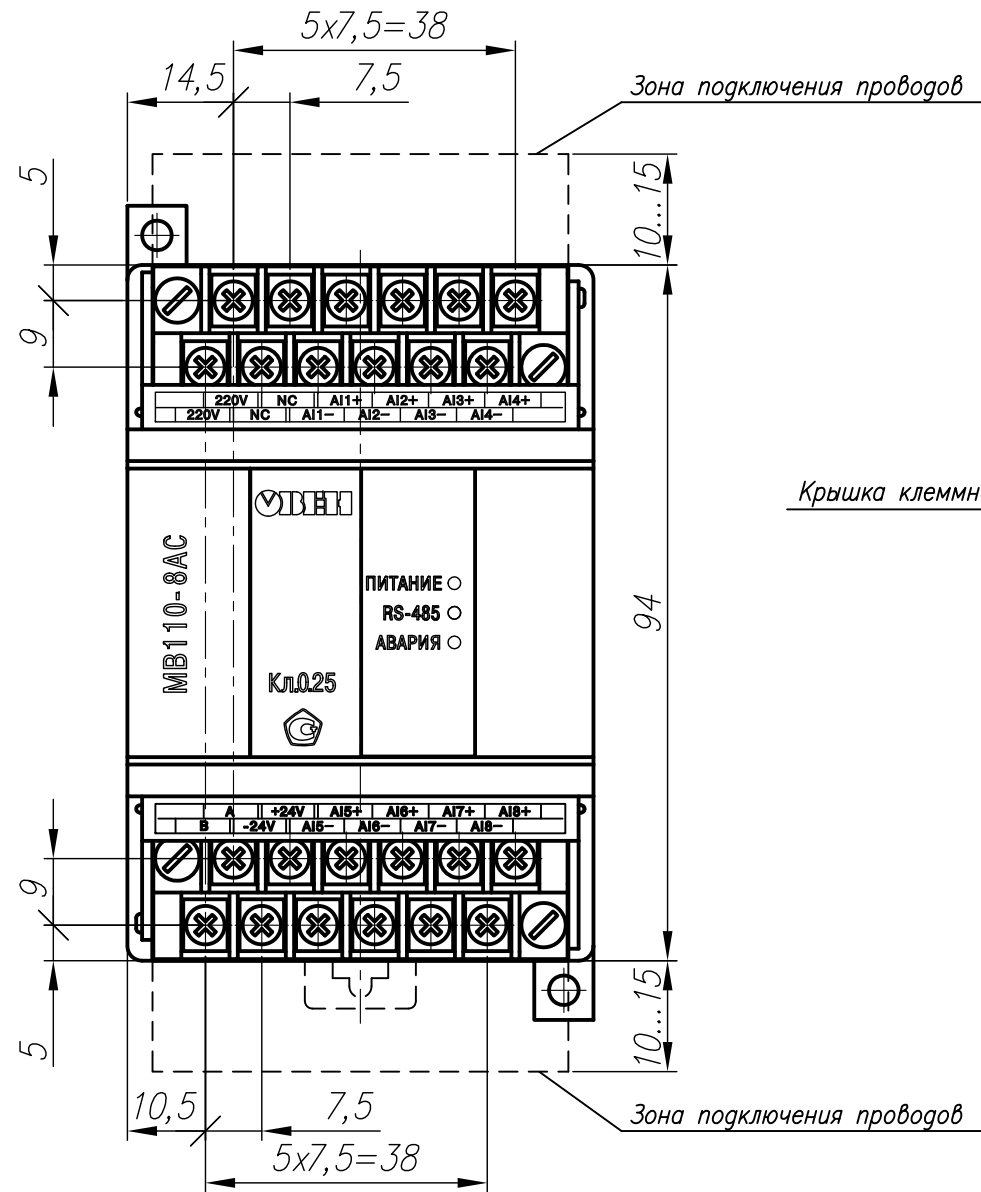 5x7,5=38
14,5
7,5
Зона подключения проводов
5
10...15
9
220V NC AI1+ AI2+ AI3+ AI4+
220V NC AI1− AI2− AI3− AI4−
ОВЕН
Крышка клеммн
МВ110-8АС
ПИТАНИЕ
RS-485
АВАРИЯ
94
Кл.0.25
A +24V AI5+ AI6+ AI7+ AI8+
B -24V AI5− AI6− AI7− AI8−
9
5
10...15
10,5
7,5
Зона подключения проводов
5x7,5=38